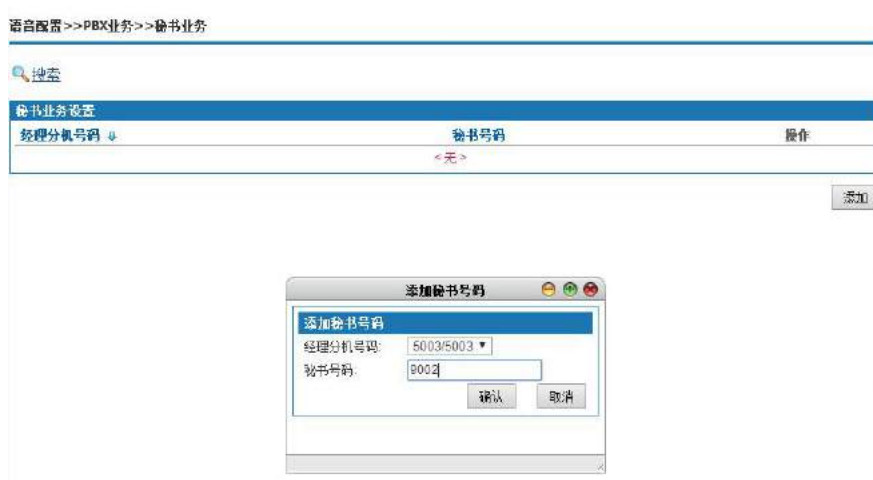 语音配置>>PBX业务>>秘书业务
搜索
秘书业务设置
经理分机号码 秘书号码 操作
<无>
添加
添加秘书号码
添加秘书号码
经理分机号码: 5003/5003
秘书号码: 9002
确认 取消